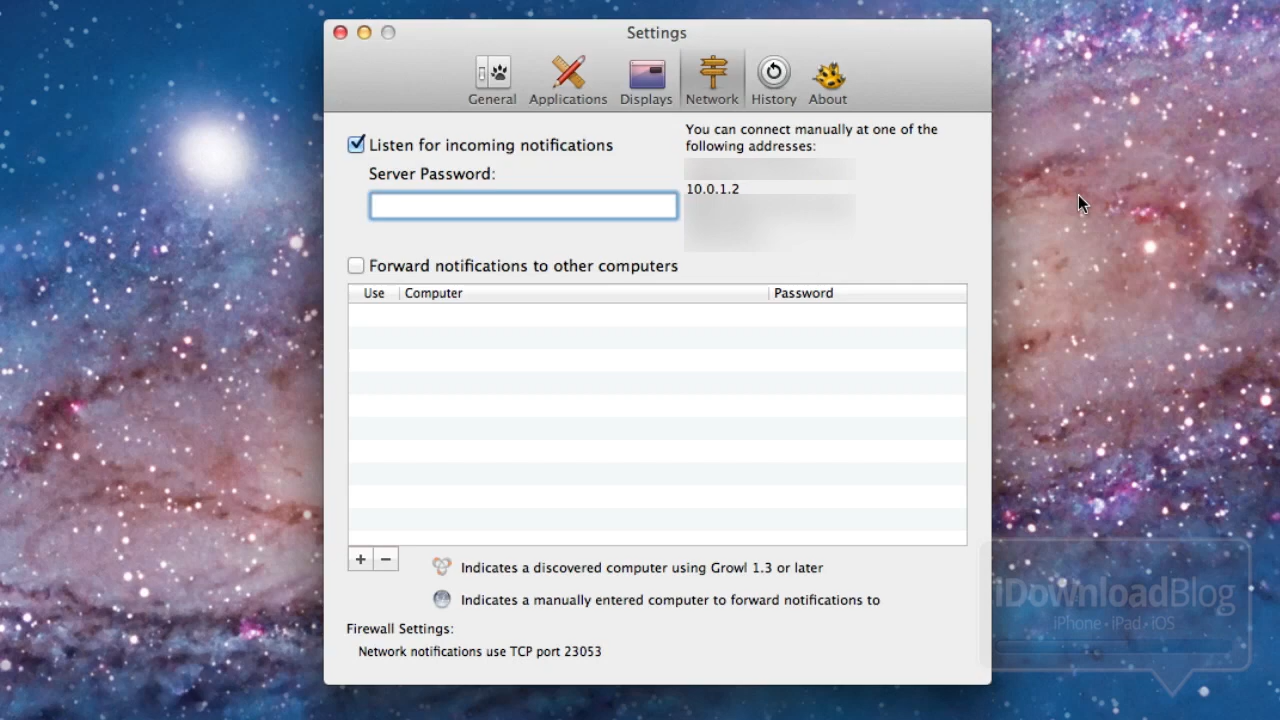 Settings
General
Applications
Displays
Network
History
About
Listen for incoming notifications
You can connect manually at one of the
following addresses:
Server Password:
10.0.1.2
Forward notifications to other computers
Use
Computer
Password
+
−
Indicates a discovered computer using Growl 1.3 or later
Indicates a manually entered computer to forward notifications to
Firewall Settings:
Network notifications use TCP port 23053
iDownloadBlog
iPhone • iPad • iOS